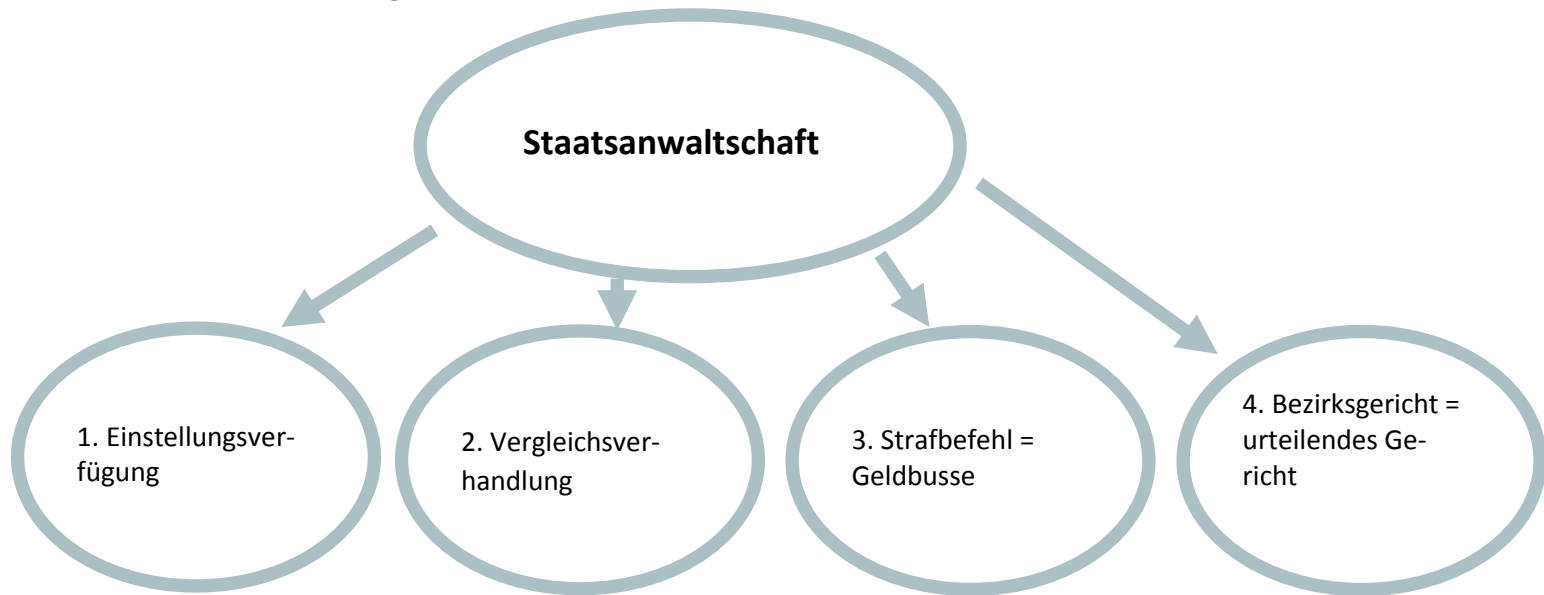 Staatsanwaltschaft
1. Einstellungsver-
fügung
2. Vergleichsver-
handlung
3. Strafbefehl =
Geldbusse
4. Bezirksgericht =
urteilendes Ge-
richt